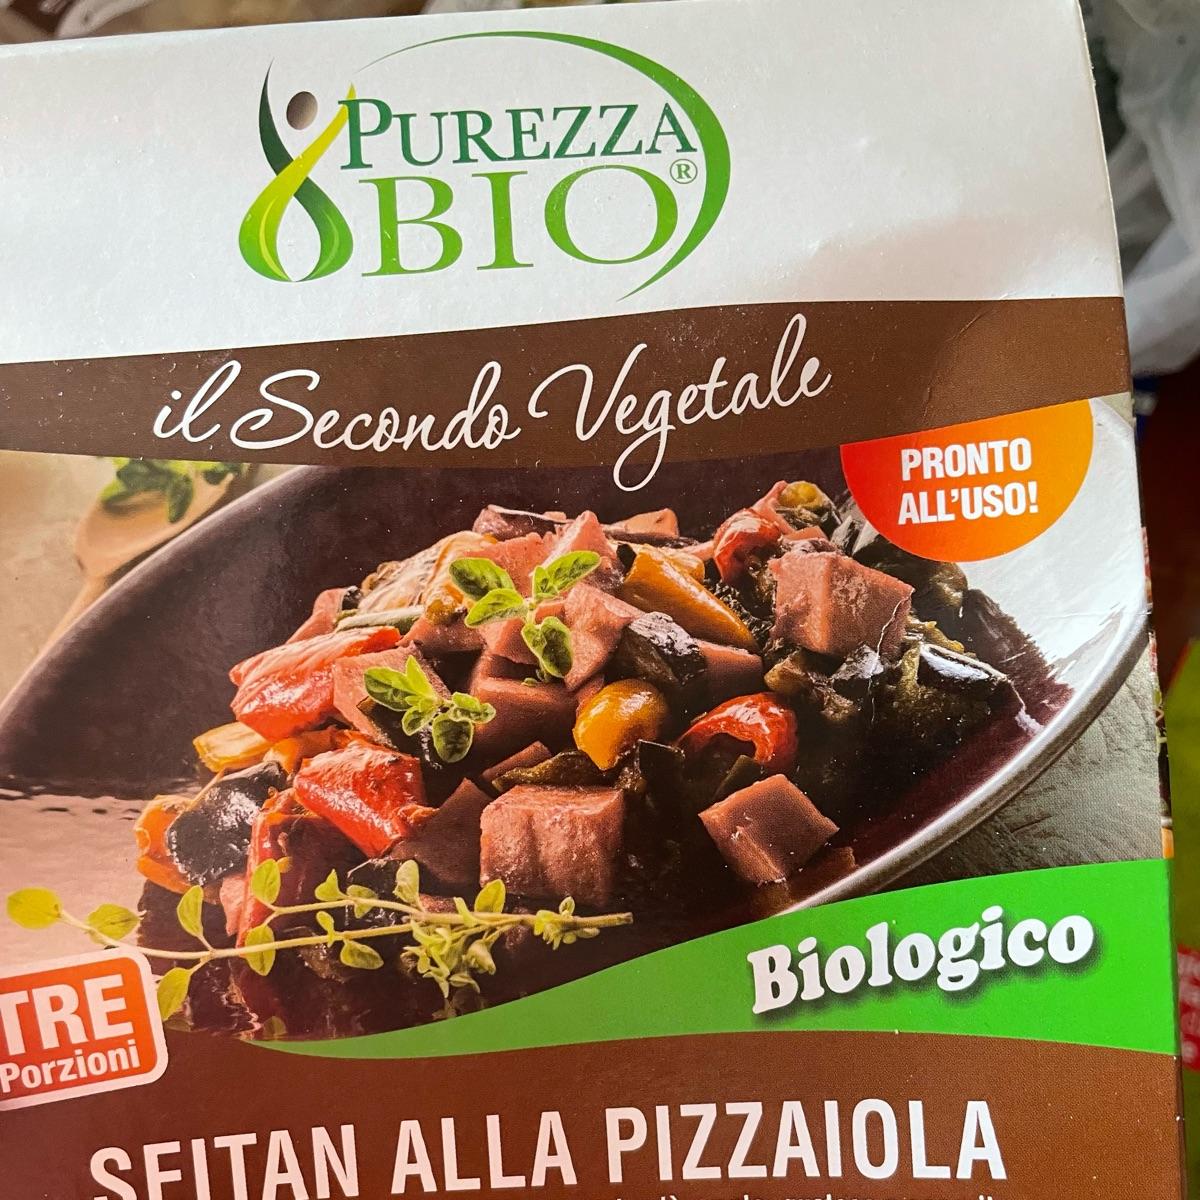 PUREZZA
BIO®
il Secondo Vegetale
PRONTO
ALL'USO!
Biologico
TRE
Porzioni
SEITAN ALLA PIZZAIOLA